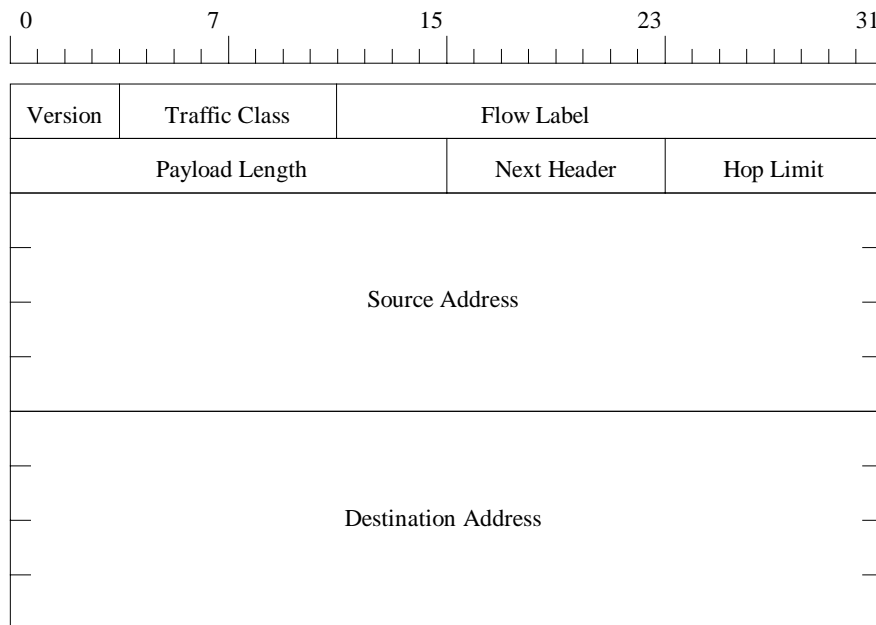 0 7 15 23 31
Version Traffic Class Flow Label
Payload Length Next Header Hop Limit
Source Address
Destination Address